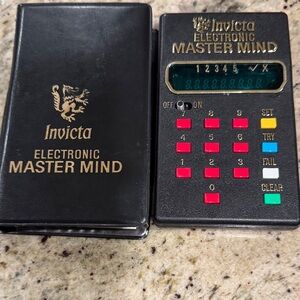 Invicta
ELECTRONIC
MASTER MIND
Invicta
ELECTRONIC
MASTER MIND
1 2 3 4 5 ✓ X
OFF ON
7 8 9 SET
4 5 6 TRY
1 2 3 FAIL
0 CLEAR